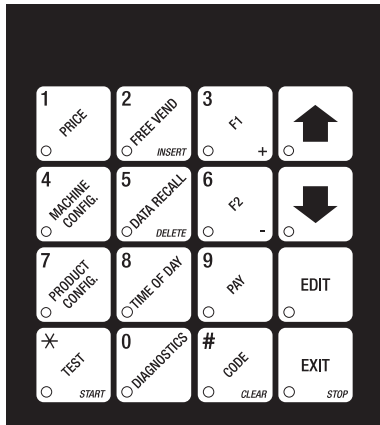 1
PRICE
2
FREE VEND
INSERT
3
F1
+
4
MACHINE
CONFIG.
5
DATA RECALL
DELETE
6
F2
-
7
PRODUCT
CONFIG.
8
TIME OF DAY
9
PAY
EDIT
*
TEST
START
0
DIAGNOSTICS
#
CODE
CLEAR
EXIT
STOP